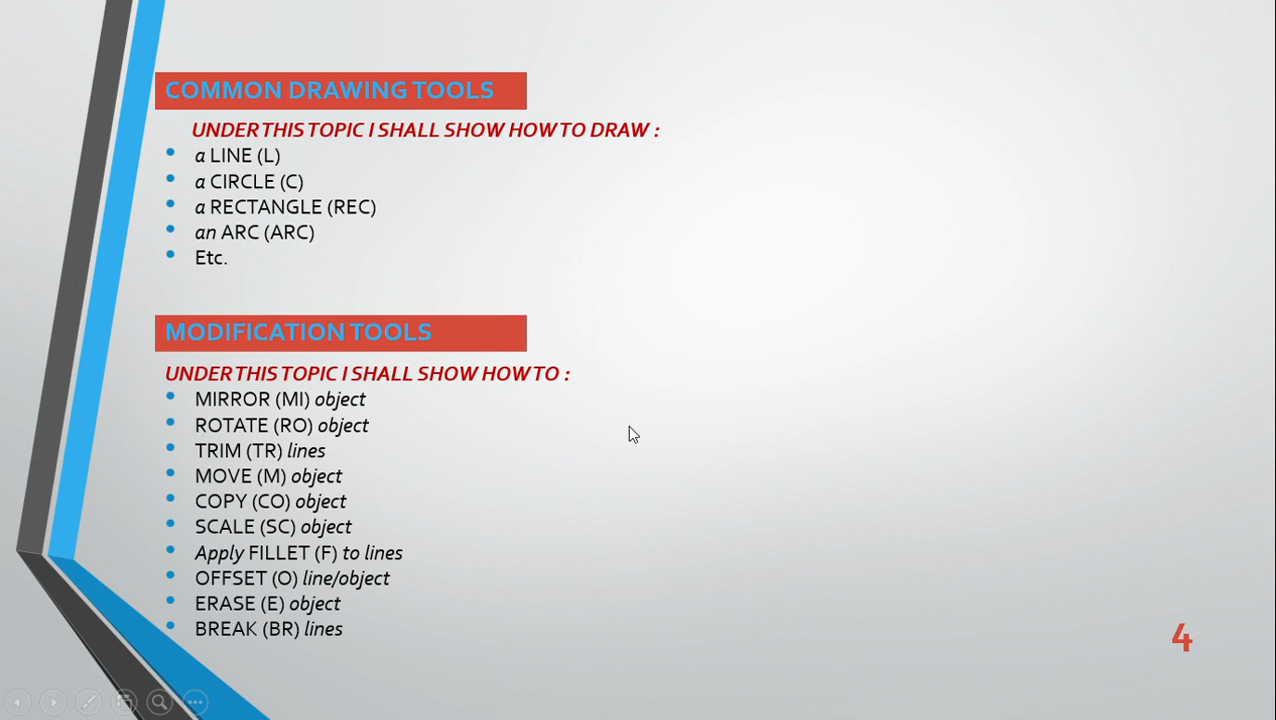 COMMON DRAWING TOOLS
UNDER THIS TOPIC I SHALL SHOW HOW TO DRAW :
• a LINE (L)
• a CIRCLE (C)
• a RECTANGLE (REC)
• an ARC (ARC)
• Etc.
MODIFICATION TOOLS
UNDER THIS TOPIC I SHALL SHOW HOW TO :
• MIRROR (MI) object
• ROTATE (RO) object
• TRIM (TR) lines
• MOVE (M) object
• COPY (CO) object
• SCALE (SC) object
• Apply FILLET (F) to lines
• OFFSET (O) line/object
• ERASE (E) object
• BREAK (BR) lines
4